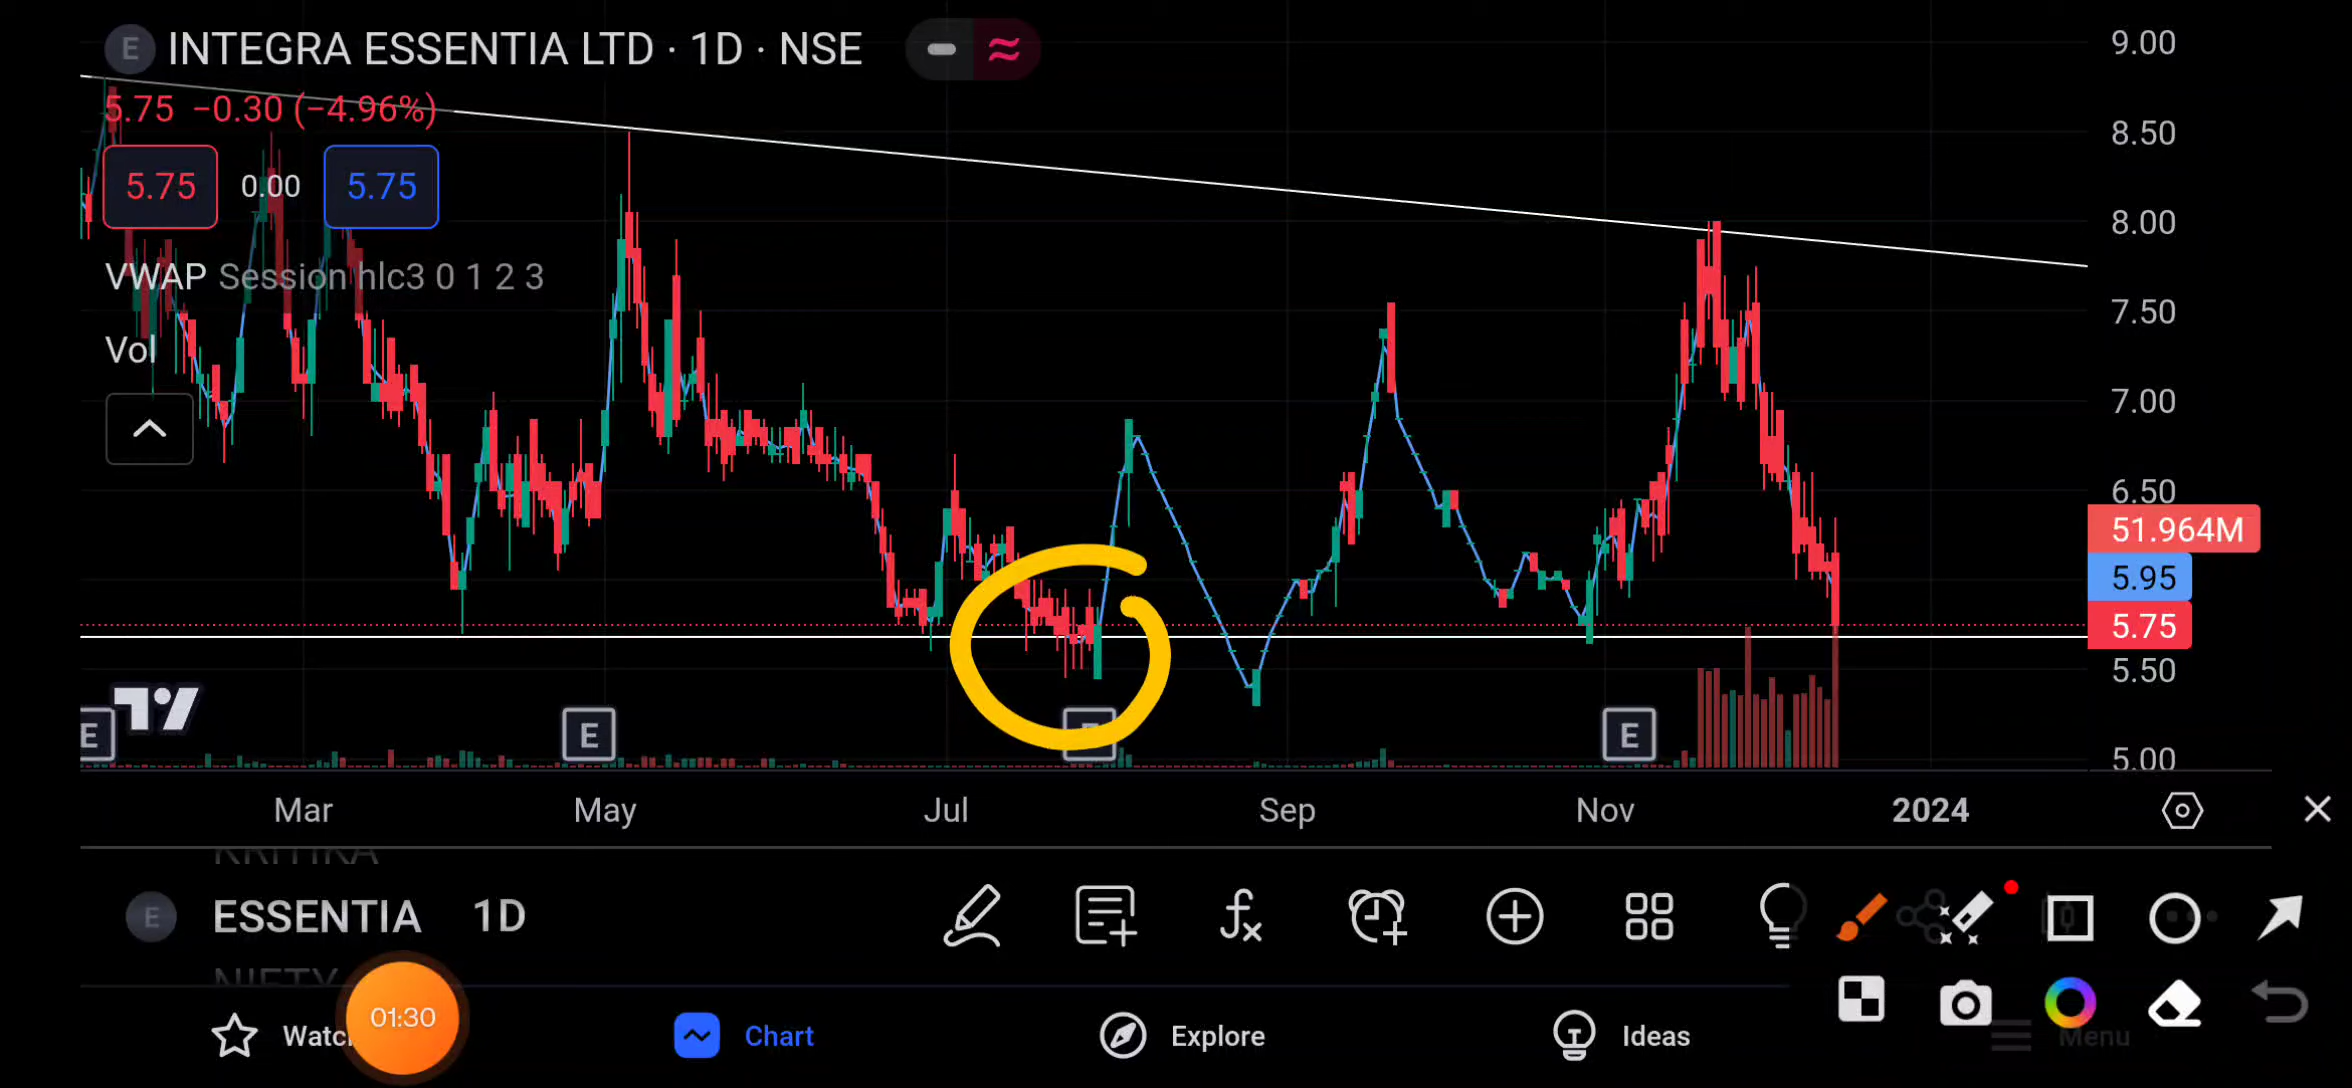 E INTEGRA ESSENTIA LTD · 1D · NSE
5.75 −0.30 (−4.96%)
5.75 0.00 5.75
VWAP Session hlc3 0 1 2 3
Vol
9.00
8.50
8.00
7.50
7.00
6.50
51.964M
5.95
5.75
5.50
5.00
E E E
Mar May Jul Sep Nov 2024
KRITIKA
E ESSENTIA 1D
NIFTY
01:30
Chart Explore Ideas Menu